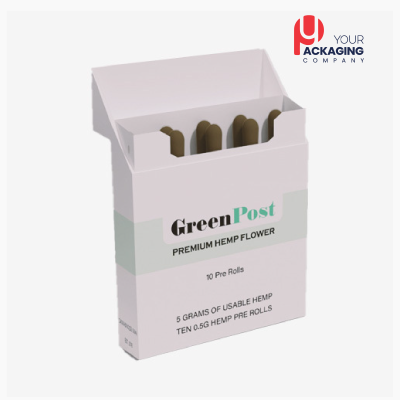 YOUR
PACKAGING
COMPANY
GreenPost
PREMIUM HEMP FLOWER
10 Pre Rolls
5 GRAMS OF USABLE HEMP
TEN 0.5G HEMP PRE ROLLS